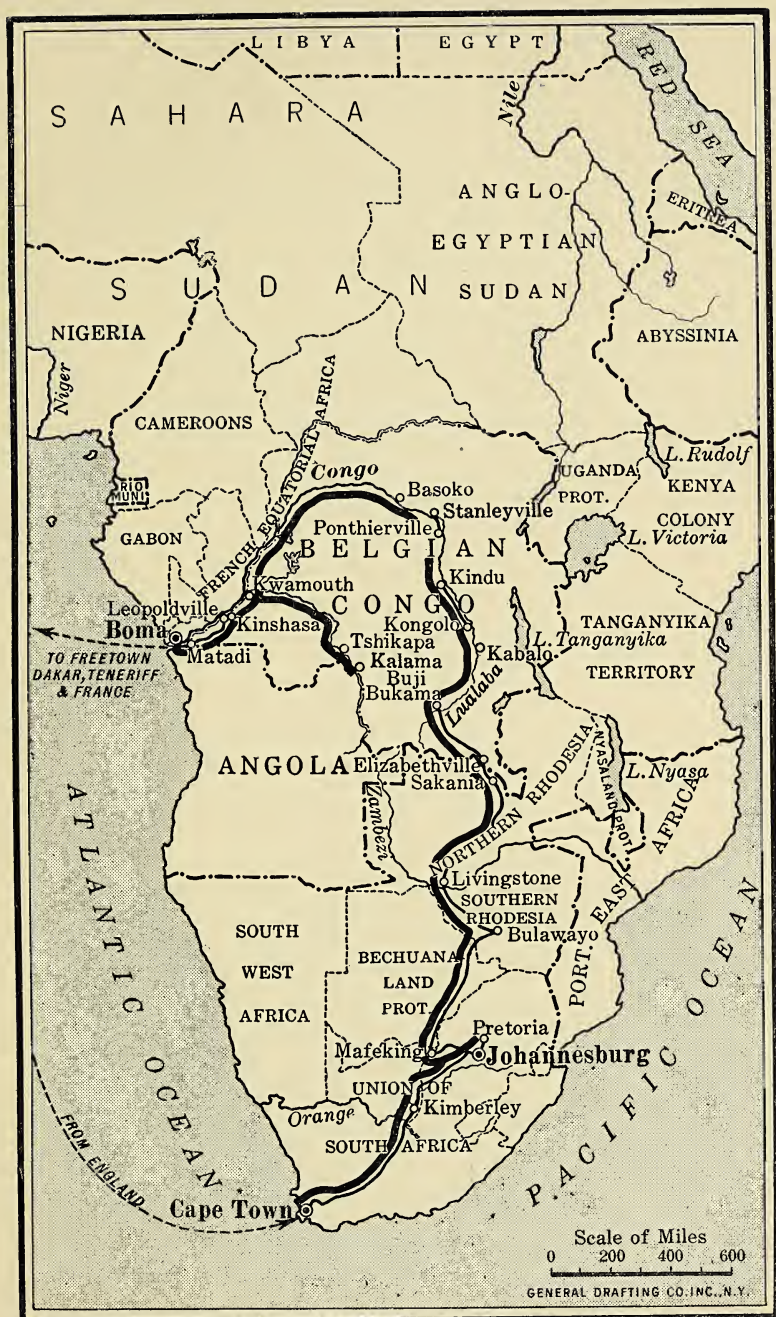 LIBYA
EGYPT
RED SEA
SAHARA
Nile
ANGLO-
EGYPTIAN
SUDAN
ERITREA
SUDAN
NIGERIA
ABYSSINIA
Niger
CAMEROONS
FRENCH EQUATORIAL AFRICA
Congo
Basoko
Stanleyville
Ponthierville
L. Rudolf
UGANDA
PROT.
KENYA
COLONY
L. Victoria
RIO
MUNI
GABON
BELGIAN
CONGO
Kwamouth
Kindu
Leopoldville
Kinshasa
Boma
Matadi
Kongolo
Kabalo
L. Tanganyika
TANGANYIKA
TERRITORY
TO FREETOWN
DAKAR, TENERIFF
& FRANCE
Tshikapa
Kalama
Buji
Bukama
Lualaba
ANGOLA
Elizabethville
Sakania
Zambezi
NORTHERN RHODESIA
NYASALAND PROT.
L. Nyasa
PORT. EAST AFRICA
Livingstone
SOUTHERN
RHODESIA
Bulawayo
ATLANTIC OCEAN
SOUTH
WEST
AFRICA
BECHUANA
LAND
PROT.
Pretoria
Mafeking
Johannesburg
UNION OF
SOUTH AFRICA
Orange
Kimberley
PACIFIC OCEAN
FROM ENGLAND
Cape Town
Scale of Miles
0 200 400 600
GENERAL DRAFTING CO. INC., N.Y.